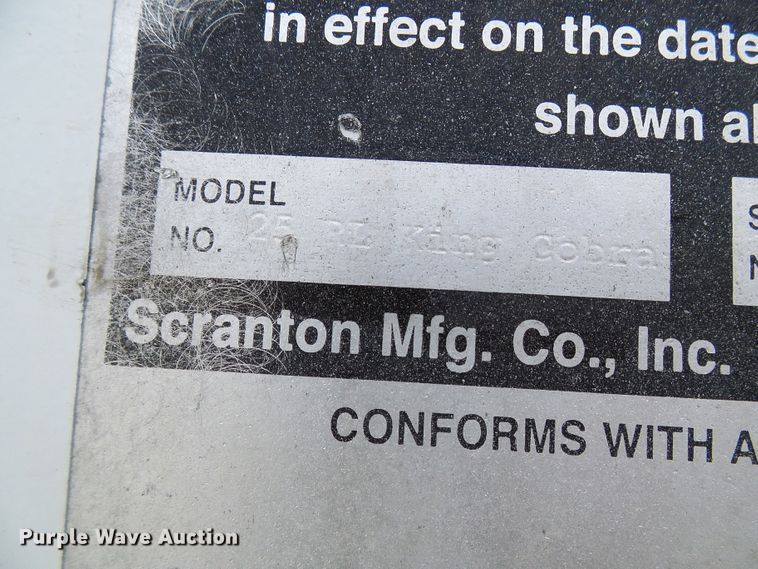 in effect on the date
shown al
MODEL
NO. 25 RL King Cobra
S
N
Scranton Mfg. Co., Inc.
CONFORMS WITH A
Purple Wave Auction